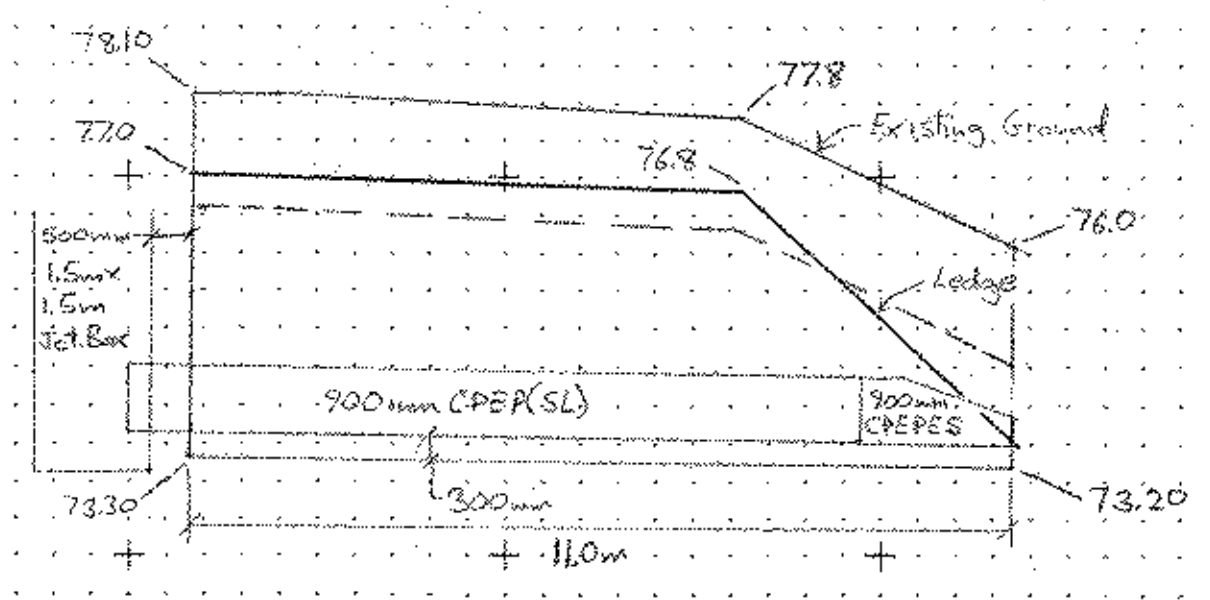 78.10
77.8
Existing Ground
77.0
76.8
76.0
500mm
1.5mx
1.5m
Jct. Box
Ledge
900mm CPEP(SL)
900mm
CPEPES
73.30
300mm
73.20
11.0m